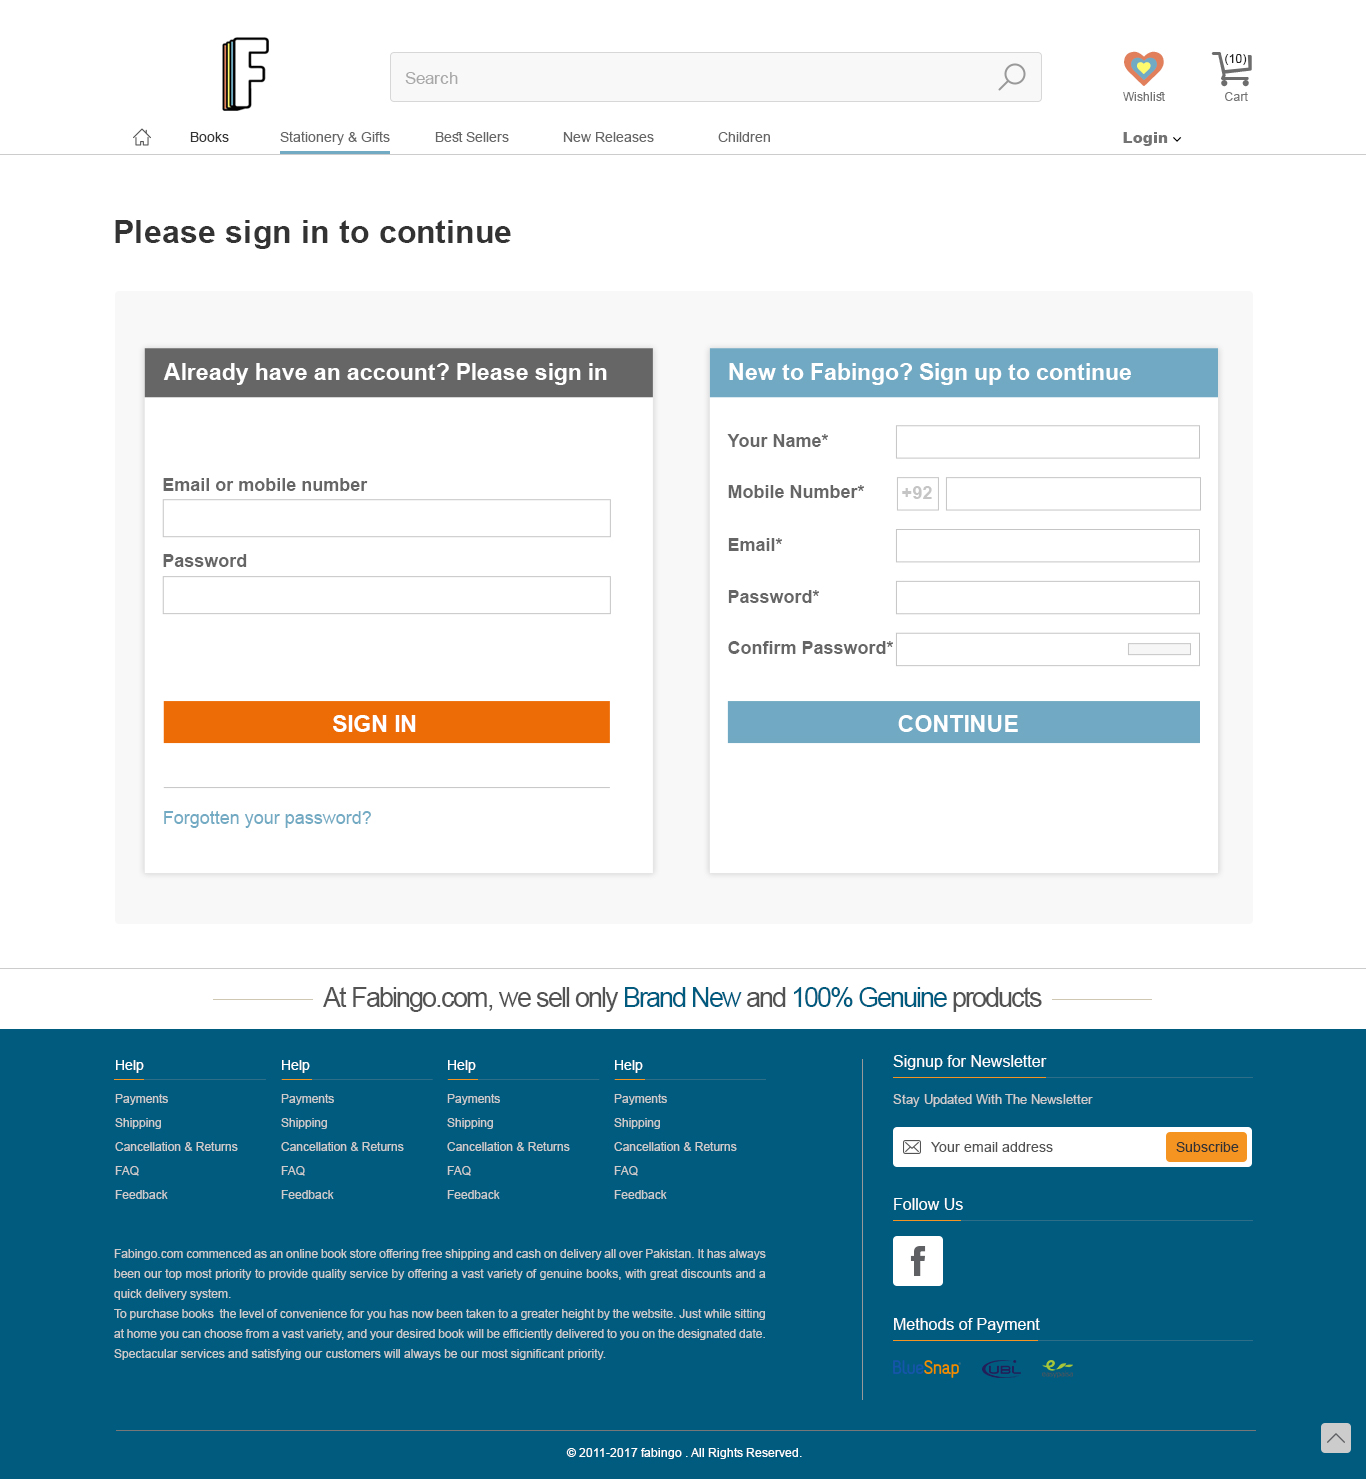 F
Search
(10)
Wishlist
Cart
Books
Stationery & Gifts
Best Sellers
New Releases
Children
Login
Please sign in to continue
Already have an account? Please sign in
Email or mobile number
Password
SIGN IN
Forgotten your password?
New to Fabingo? Sign up to continue
Your Name*
Mobile Number*
+92
Email*
Password*
Confirm Password*
CONTINUE
At Fabingo.com, we sell only Brand New and 100% Genuine products
Help
Payments
Shipping
Cancellation & Returns
FAQ
Feedback
Help
Payments
Shipping
Cancellation & Returns
FAQ
Feedback
Help
Payments
Shipping
Cancellation & Returns
FAQ
Feedback
Help
Payments
Shipping
Cancellation & Returns
FAQ
Feedback
Fabingo.com commenced as an online book store offering free shipping and cash on delivery all over Pakistan. It has always
been our top most priority to provide quality service by offering a vast variety of genuine books, with great discounts and a
quick delivery system.
To purchase books  the level of convenience for you has now been taken to a greater height by the website. Just while sitting
at home you can choose from a vast variety, and your desired book will be efficiently delivered to you on the designated date.
Spectacular services and satisfying our customers will always be our most significant priority.
Signup for Newsletter
Stay Updated With The Newsletter
Your email address
Subscribe
Follow Us
f
Methods of Payment
BlueSnap
UBL
© 2011-2017 fabingo . All Rights Reserved.